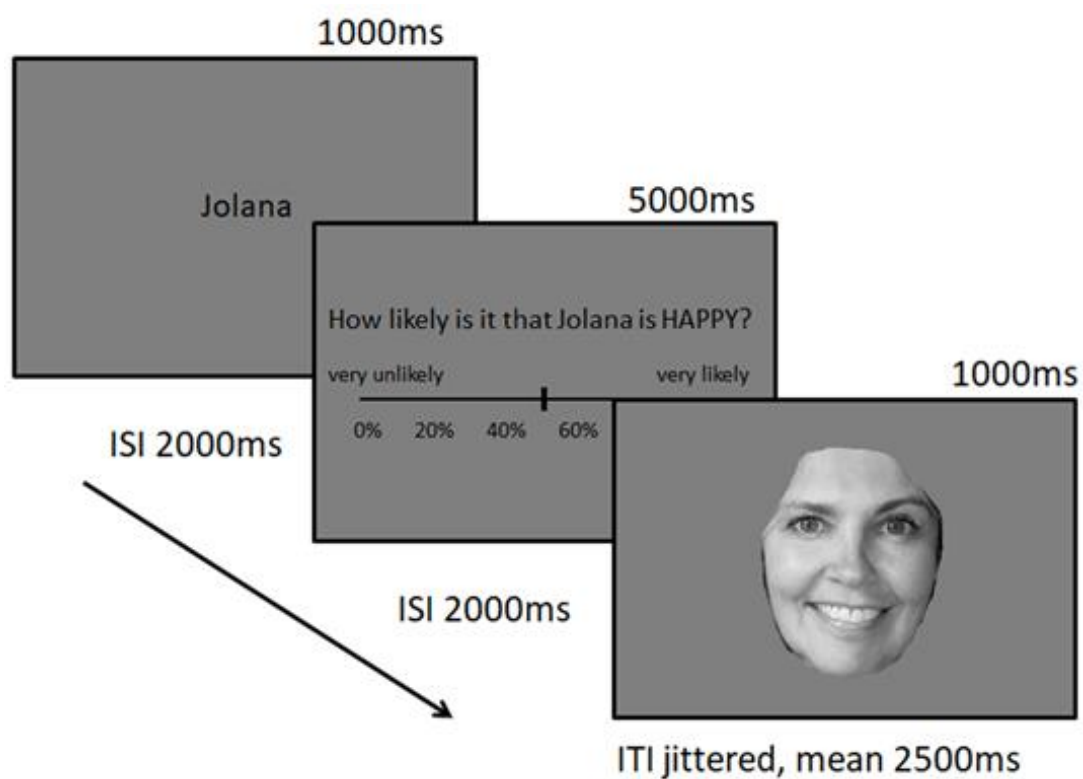 1000ms
Jolana
5000ms
How likely is it that Jolana is HAPPY?
very unlikely very likely
0% 20% 40% 60%
ISI 2000ms
1000ms
ISI 2000ms
ITI jittered, mean 2500ms